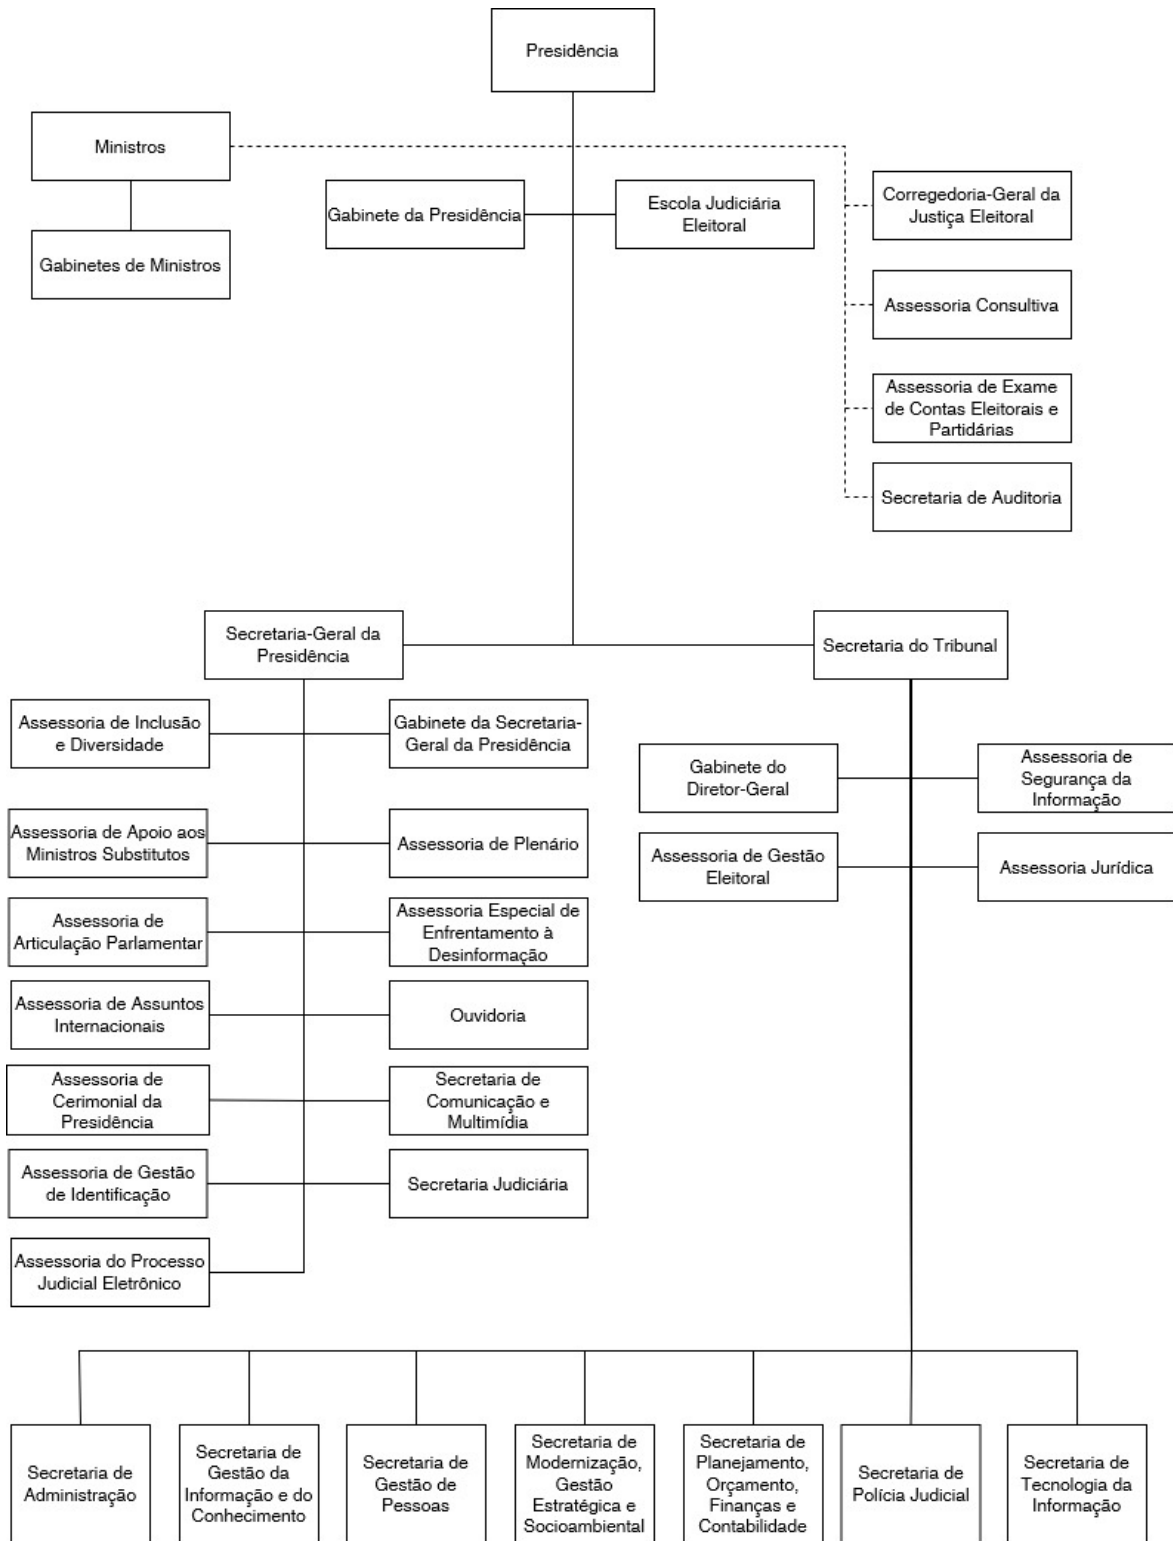 Presidência
Ministros
Gabinetes de Ministros
Gabinete da Presidência
Escola Judiciária
Eleitoral
Corregedoria-Geral da
Justiça Eleitoral
Assessoria Consultiva
Assessoria de Exame
de Contas Eleitorais e
Partidárias
Secretaria de Auditoria
Secretaria-Geral da
Presidência
Secretaria do Tribunal
Assessoria de Inclusão
e Diversidade
Gabinete da Secretaria-
Geral da Presidência
Assessoria de Apoio aos
Ministros Substitutos
Assessoria de Plenário
Assessoria de
Articulação Parlamentar
Assessoria Especial de
Enfrentamento à
Desinformação
Assessoria de Assuntos
Internacionais
Ouvidoria
Assessoria de
Cerimonial da
Presidência
Secretaria de
Comunicação e
Multimídia
Assessoria de Gestão
de Identificação
Secretaria Judiciária
Assessoria do Processo
Judicial Eletrônico
Gabinete do
Diretor-Geral
Assessoria de
Segurança da
Informação
Assessoria de Gestão
Eleitoral
Assessoria Jurídica
Secretaria de
Administração
Secretaria de
Gestão da
Informação e do
Conhecimento
Secretaria de
Gestão de
Pessoas
Secretaria de
Modernização,
Gestão
Estratégica e
Socioambiental
Secretaria de
Planejamento,
Orçamento,
Finanças e
Contabilidade
Secretaria de
Polícia Judicial
Secretaria de
Tecnologia da
Informação